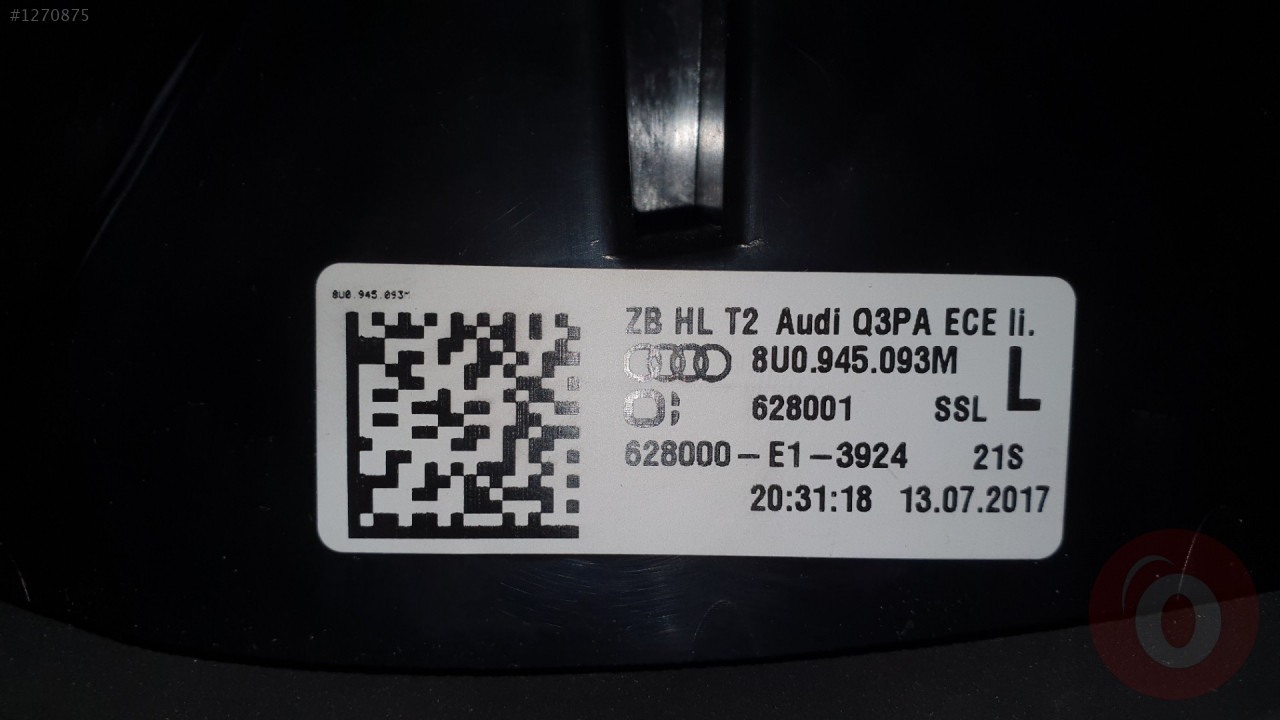 #1270875
8U0.945.093M
ZB HL T2 Audi Q3PA ECE li.
8U0.945.093M
L
628001 SSL
628000-E1-3924 21S
20:31:18 13.07.2017